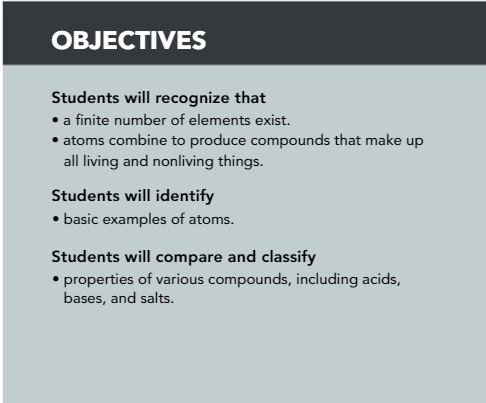 OBJECTIVES
Students will recognize that
• a finite number of elements exist.
• atoms combine to produce compounds that make up
all living and nonliving things.
Students will identify
• basic examples of atoms.
Students will compare and classify
• properties of various compounds, including acids,
bases, and salts.